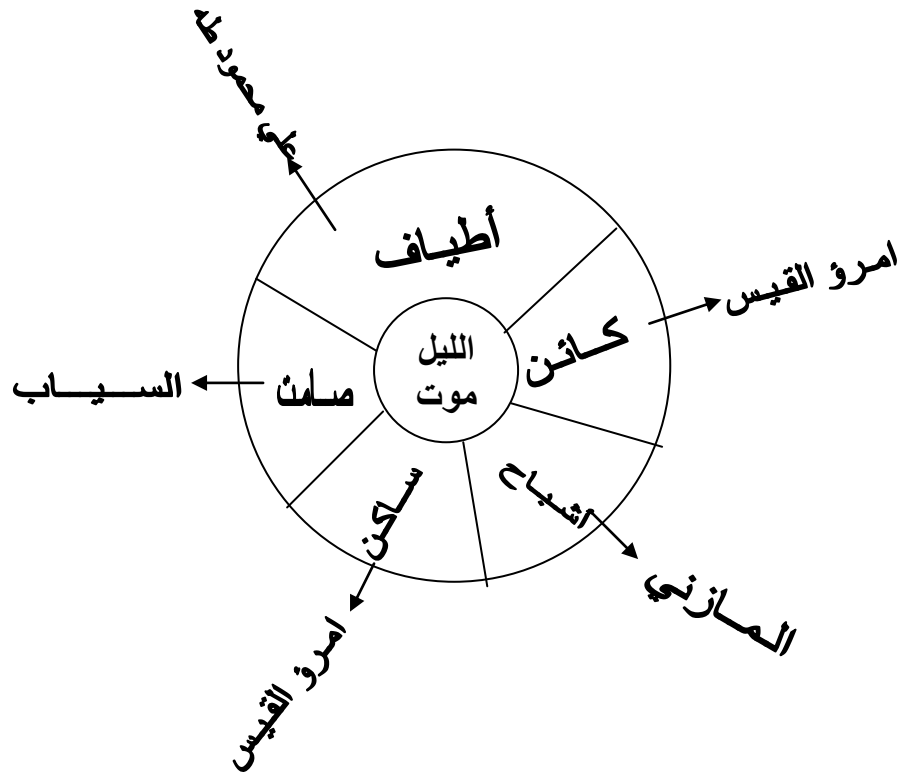 علي محمود طه
أطياف
امرؤ القيس
كائن
الليل
موت
صامت
السياب
أشباح
ساكن
المازني
امرؤ القيس